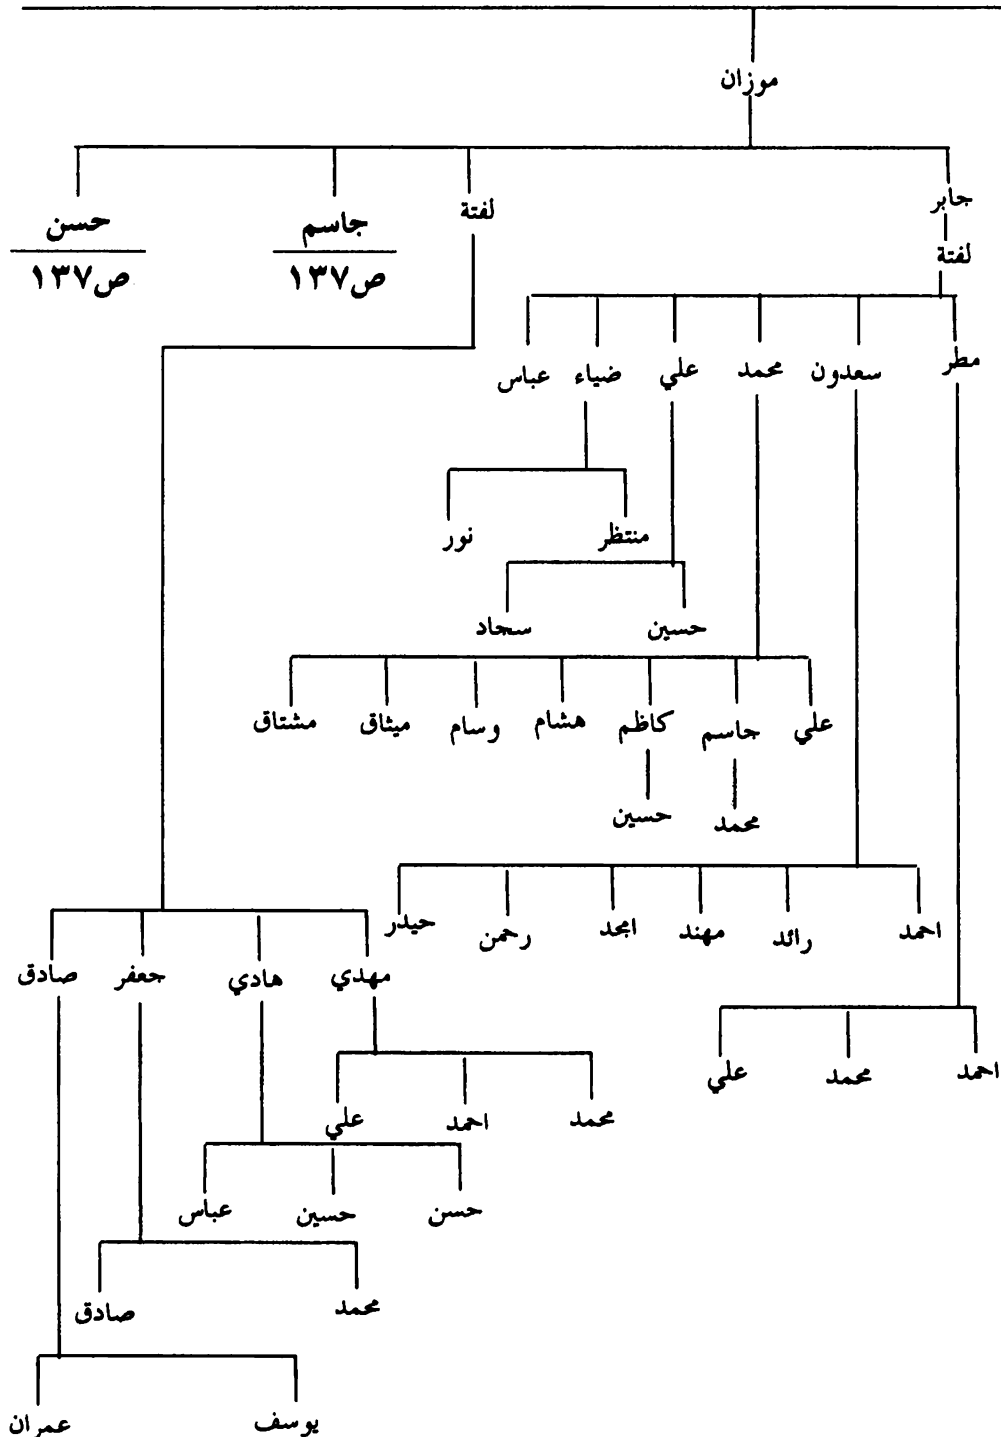 موزان
جابر لفتة جاسم حسن
ص١٣٧ ص١٣٧
لفتة
مطر سعدون محمد علي ضياء عباس
منتظر نور
حسين سجاد
علي جاسم كاظم هشام وسام ميثاق مشتاق
محمد حسين
احمد رائد مهند امجد رحمن حيدر
مهدي هادي جعفر صادق
احمد محمد علي
محمد احمد علي
حسن حسين عباس
محمد صادق
يوسف عمران